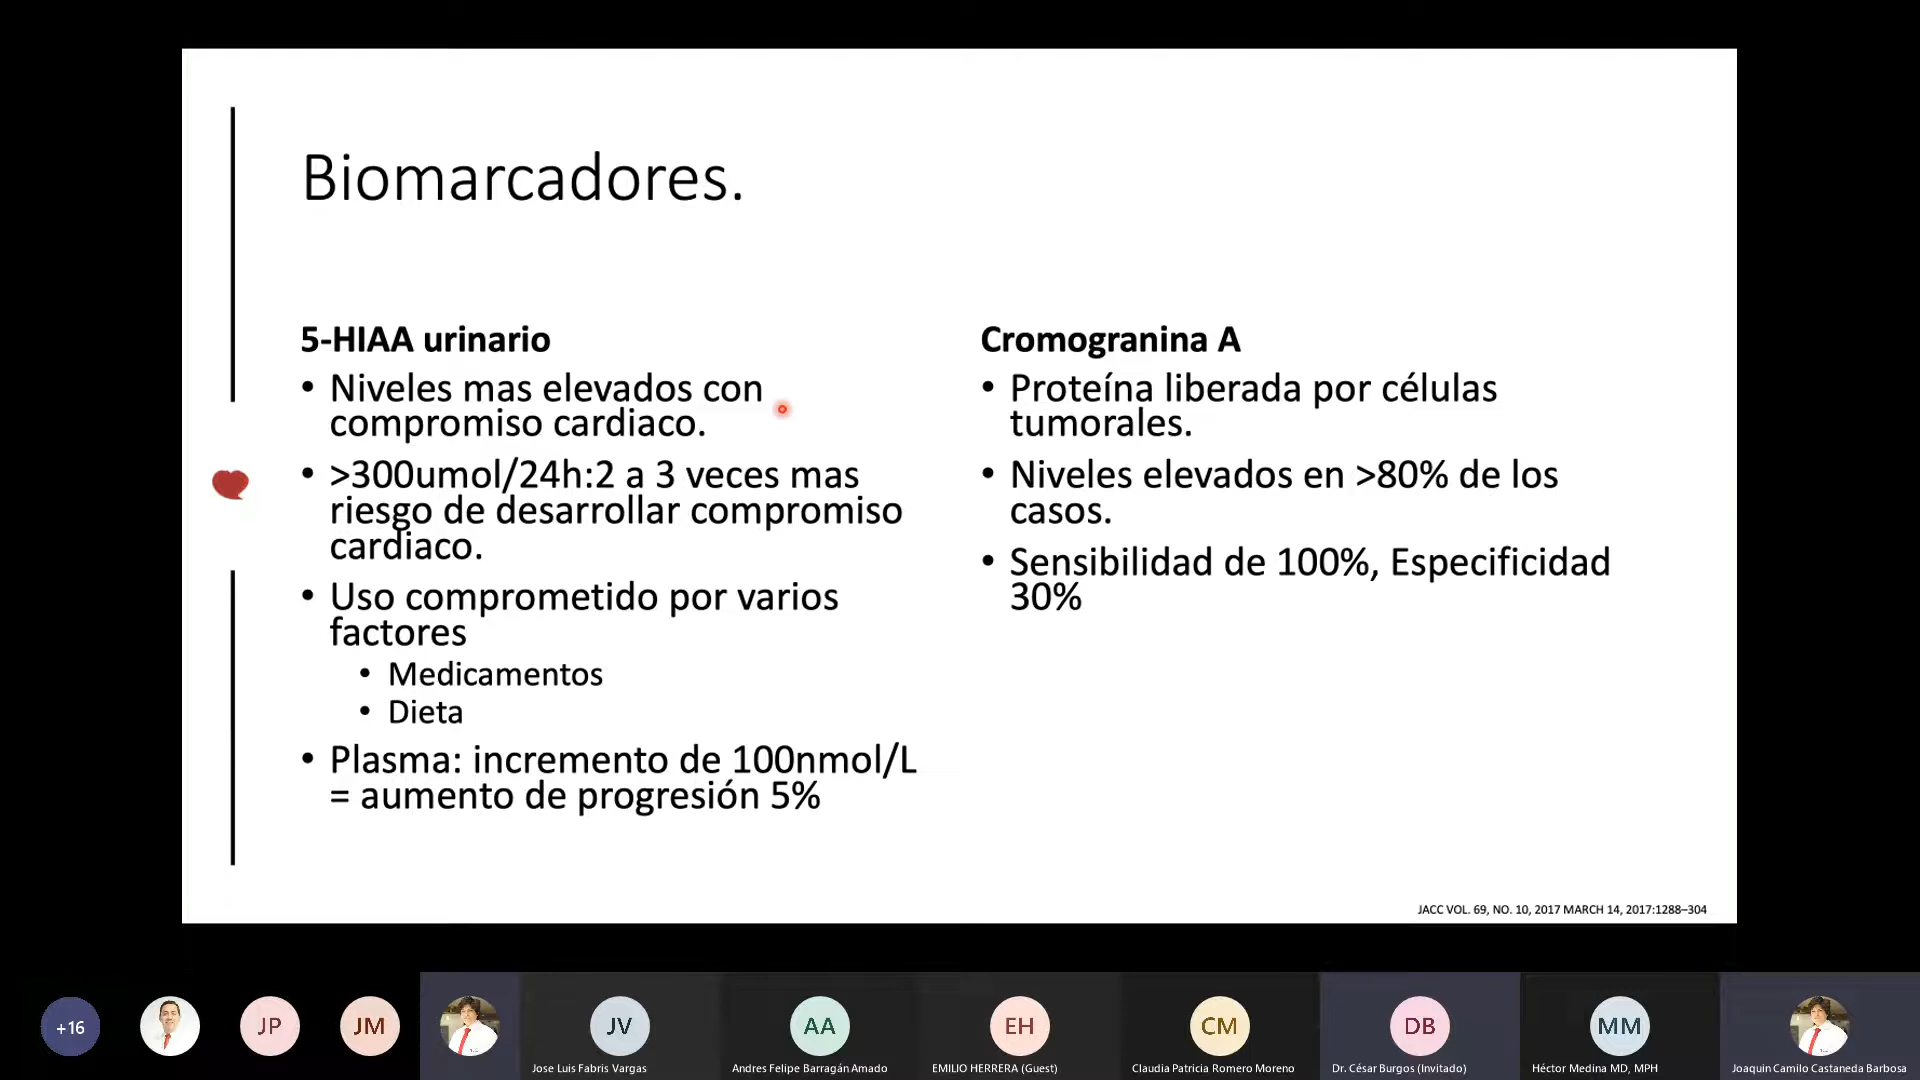 Biomarcadores.
5-HIAA urinario
• Niveles mas elevados con
compromiso cardiaco.
• >300umol/24h:2 a 3 veces mas
riesgo de desarrollar compromiso
cardiaco.
• Uso comprometido por varios
factores
• Medicamentos
• Dieta
• Plasma: incremento de 100nmol/L
= aumento de progresión 5%
Cromogranina A
• Proteína liberada por células
tumorales.
• Niveles elevados en >80% de los
casos.
• Sensibilidad de 100%, Especificidad
30%
JACC VOL. 69, NO. 10, 2017 MARCH 14, 2017:1288–304
+16
JP
JM
JV
Jose Luis Fabris Vargas
AA
Andres Felipe Barragán Amado
EH
EMILIO HERRERA (Guest)
CM
Claudia Patricia Romero Moreno
DB
Dr. César Burgos (Invitado)
MM
Héctor Medina MD, MPH
Joaquin Camilo Castaneda Barbosa